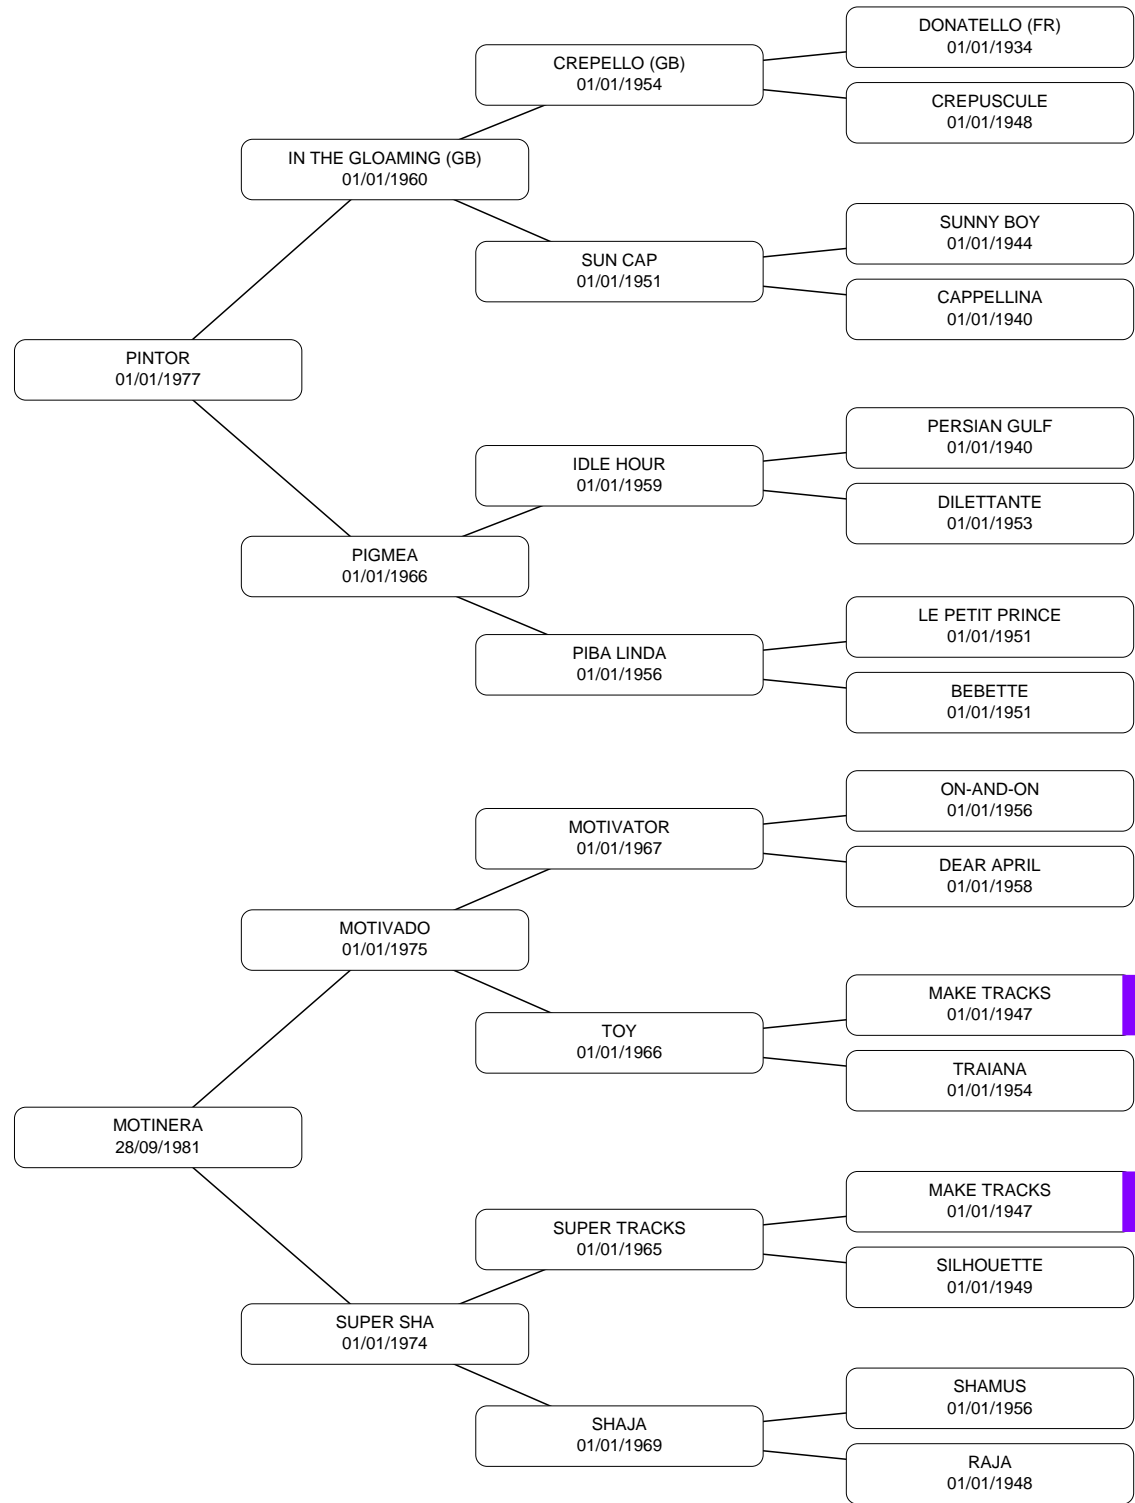 DONATELLO (FR)
01/01/1934
CREPELLO (GB)
01/01/1954
CREPUSCULE
01/01/1948
IN THE GLOAMING (GB)
01/01/1960
SUNNY BOY
01/01/1944
SUN CAP
01/01/1951
CAPPELLINA
01/01/1940
PINTOR
01/01/1977
PERSIAN GULF
01/01/1940
IDLE HOUR
01/01/1959
DILETTANTE
01/01/1953
PIGMEA
01/01/1966
LE PETIT PRINCE
01/01/1951
PIBA LINDA
01/01/1956
BEBETTE
01/01/1951
ON-AND-ON
01/01/1956
MOTIVATOR
01/01/1967
DEAR APRIL
01/01/1958
MOTIVADO
01/01/1975
MAKE TRACKS
01/01/1947
TOY
01/01/1966
TRAIANA
01/01/1954
MOTINERA
28/09/1981
MAKE TRACKS
01/01/1947
SUPER TRACKS
01/01/1965
SILHOUETTE
01/01/1949
SUPER SHA
01/01/1974
SHAMUS
01/01/1956
SHAJA
01/01/1969
RAJA
01/01/1948